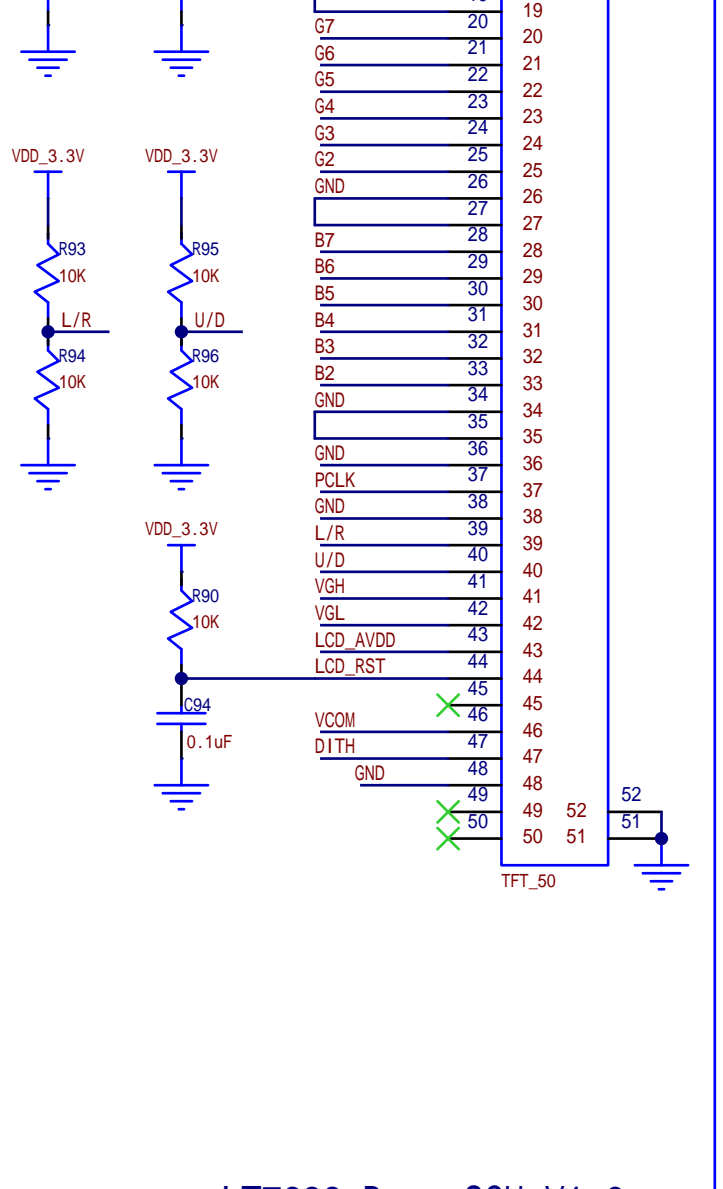 19
G7 20 20
G6 21 21
G5 22 22
G4 23 23
G3 24 24
G2 25 25
GND 26 26
27 27
B7 28 28
B6 29 29
B5 30 30
B4 31 31
B3 32 32
B2 33 33
GND 34 34
35 35
GND 36 36
PCLK 37 37
GND 38 38
L/R 39 39
U/D 40 40
VGH 41 41
VGL 42 42
LCD_AVDD 43 43
LCD_RST 44 44
45 45
VCOM 46 46
DITH 47 47
GND 48 48
49 49 52 52
50 50 51 51
TFT_50
VDD_3.3V
R93
10K
L/R
R94
10K
VDD_3.3V
R95
10K
U/D
R96
10K
VDD_3.3V
R90
10K
C94
0.1uF